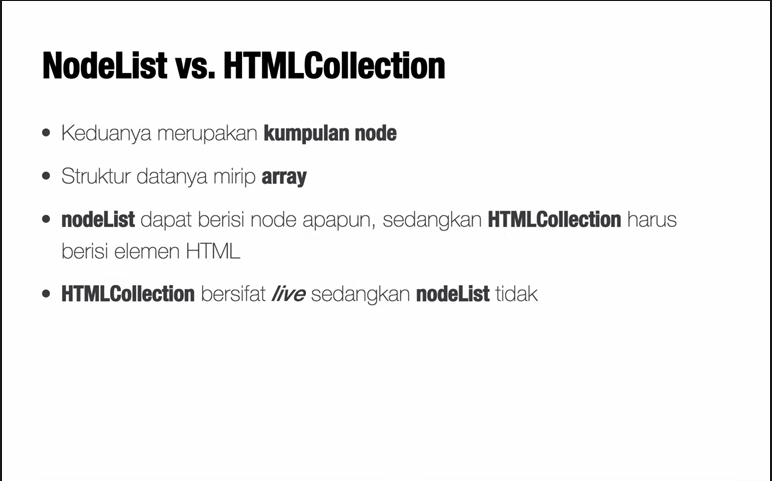 NodeList vs. HTMLCollection
• Keduanya merupakan kumpulan node
• Struktur datanya mirip array
• nodeList dapat berisi node apapun, sedangkan HTMLCollection harus
berisi elemen HTML
• HTMLCollection bersifat live sedangkan nodeList tidak